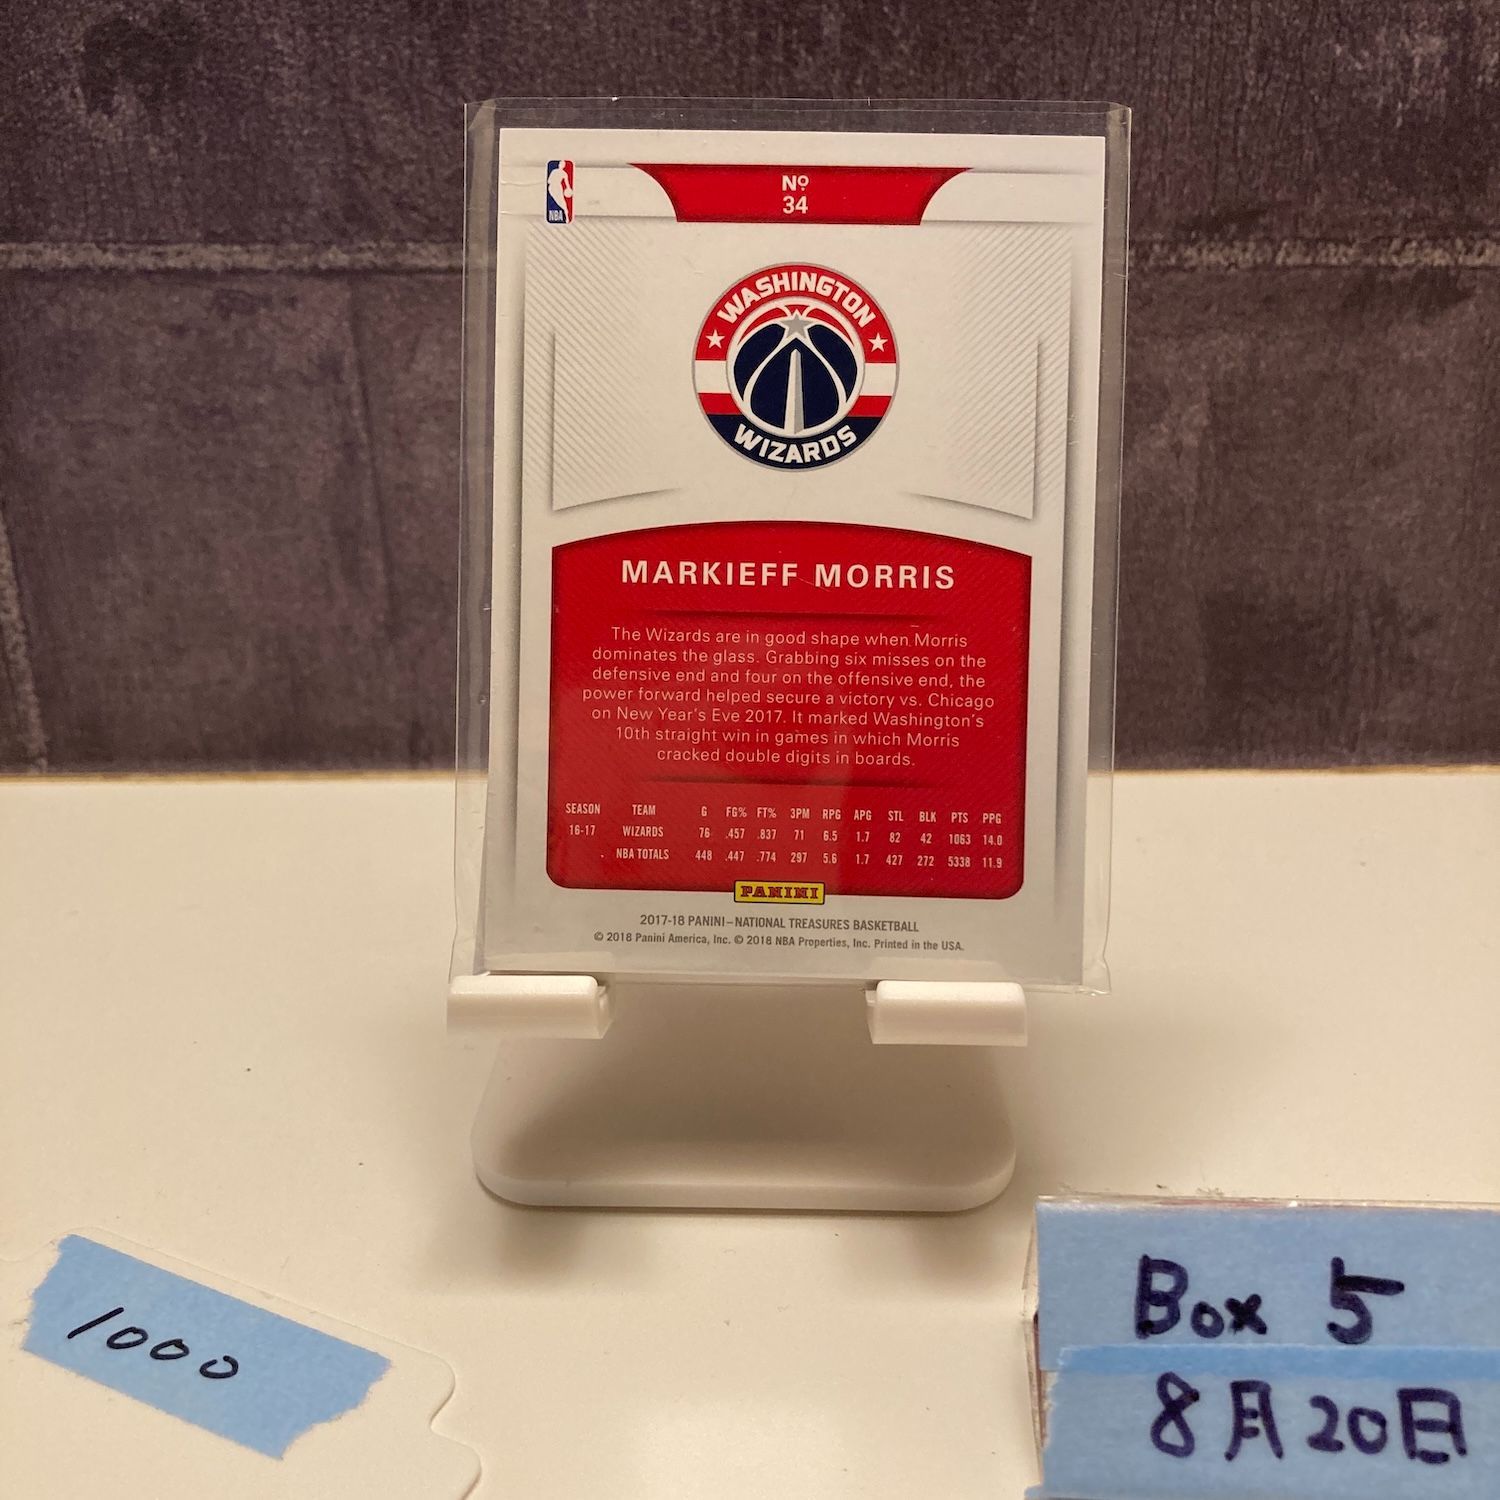 NBA
Nº
34
WASHINGTON
WIZARDS
MARKIEFF MORRIS
The Wizards are in good shape when Morris
dominates the glass. Grabbing six misses on the
defensive end and four on the offensive end, the
power forward helped secure a victory vs. Chicago
on New Year's Eve 2017. It marked Washington's
10th straight win in games in which Morris
cracked double digits in boards.
SEASON TEAM G FG% FT% 3PM RPG APG STL BLK PTS PPG
16-17 WIZARDS 76 .457 .837 71 6.5 1.7 82 42 1063 14.0
NBA TOTALS 448 .447 .774 297 5.6 1.7 427 272 5338 11.9
PANINI
2017-18 PANINI–NATIONAL TREASURES BASKETBALL
© 2018 Panini America, Inc. © 2018 NBA Properties, Inc. Printed in the USA.
1000
Box 5
8月20日